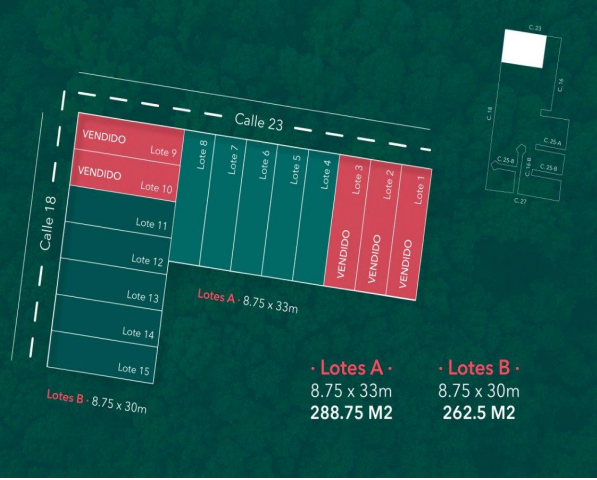 C. 23
C. 16
C. 18
C. 25-A
C. 25-B
C. 16-B
C. 25-B
C. 27
Calle 23
Calle 18
VENDIDO
Lote 9
VENDIDO
Lote 10
Lote 11
Lote 12
Lote 13
Lote 14
Lote 15
Lote 8
Lote 7
Lote 6
Lote 5
Lote 4
Lote 3
VENDIDO
Lote 2
VENDIDO
Lote 1
VENDIDO
Lotes A · 8.75 x 33m
Lotes B · 8.75 x 30m
· Lotes A ·
8.75 x 33m
288.75 M2
· Lotes B ·
8.75 x 30m
262.5 M2